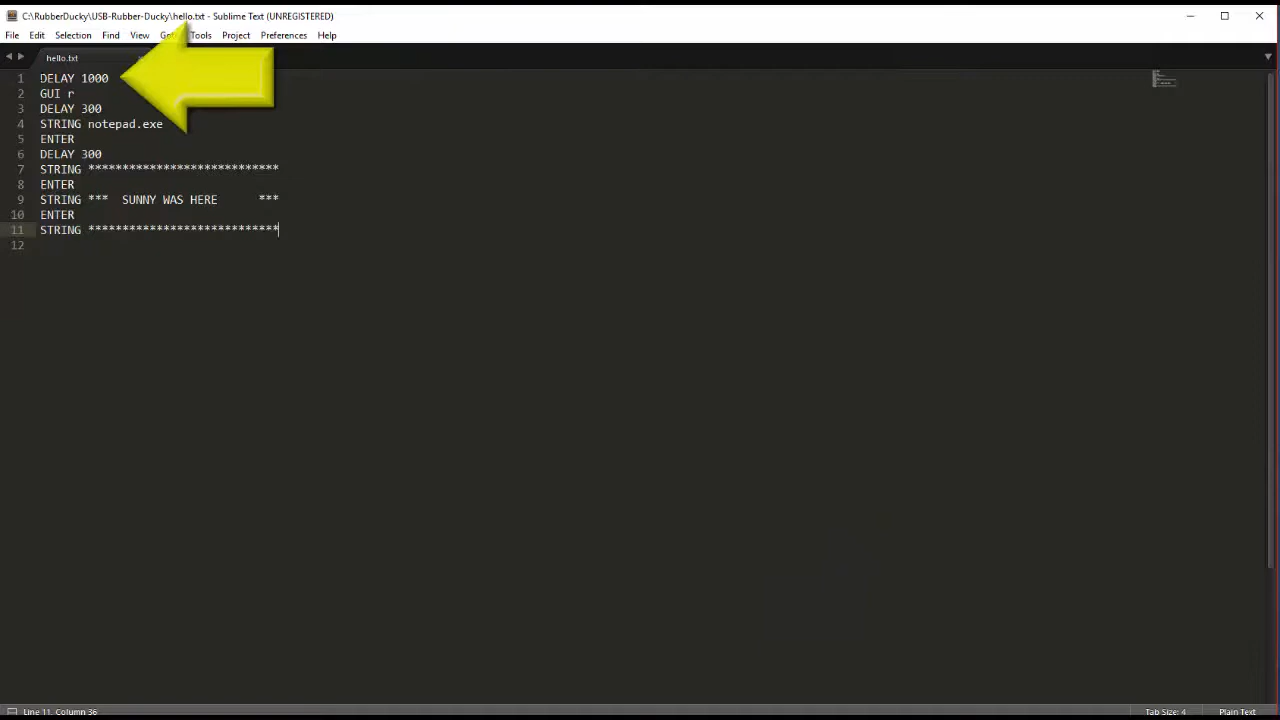 C:\RubberDucky\USB-Rubber-Ducky\hello.txt - Sublime Text (UNREGISTERED)
File Edit Selection Find View Tools Project Preferences Help
hello.txt
1 DELAY 1000
2 GUI r
3 DELAY 300
4 STRING notepad.exe
5 ENTER
6 DELAY 300
7 STRING ****************************
8 ENTER
9 STRING ***  SUNNY WAS HERE      ***
10 ENTER
11 STRING ****************************
12
Line 11, Column 36 Tab Size: 4 Plain Text